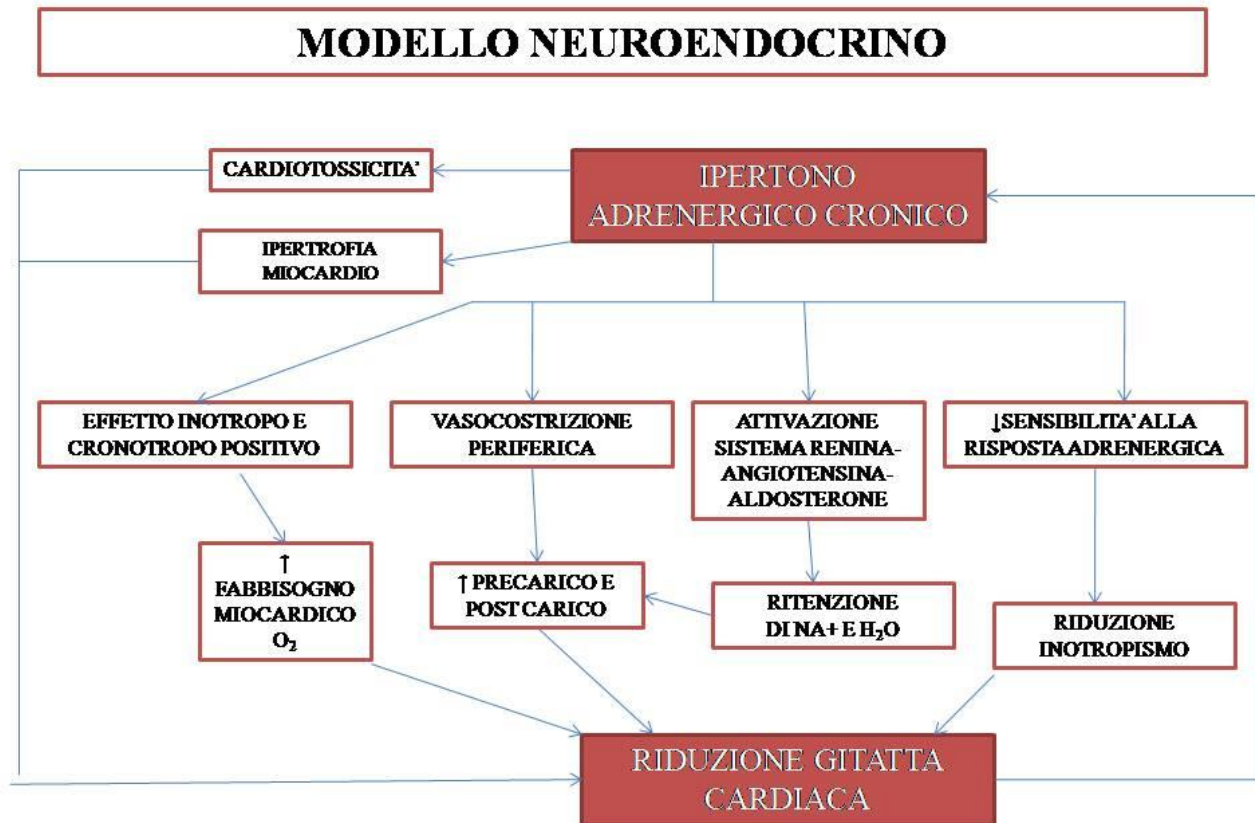 MODELLO NEUROENDOCRINO
CARDIOTOSSICITA'
IPERTONO
ADRENERGICO CRONICO
IPERTROFIA
MIOCARDIO
EFFETTO INOTROPO E
CRONOTROPO POSITIVO
VASOCOSTRIZIONE
PERIFERICA
ATTIVAZIONE
SISTEMA RENINA-
ANGIOTENSINA-
ALDOSTERONE
↓SENSIBILITA' ALLA
RISPOSTA ADRENERGICA
↑
FABBISOGNO
MIOCARDICO
O₂
↑ PRECARICO E
POST CARICO
RITENZIONE
DI NA+ E H₂O
RIDUZIONE
INOTROPISMO
RIDUZIONE GITATTA
CARDIACA